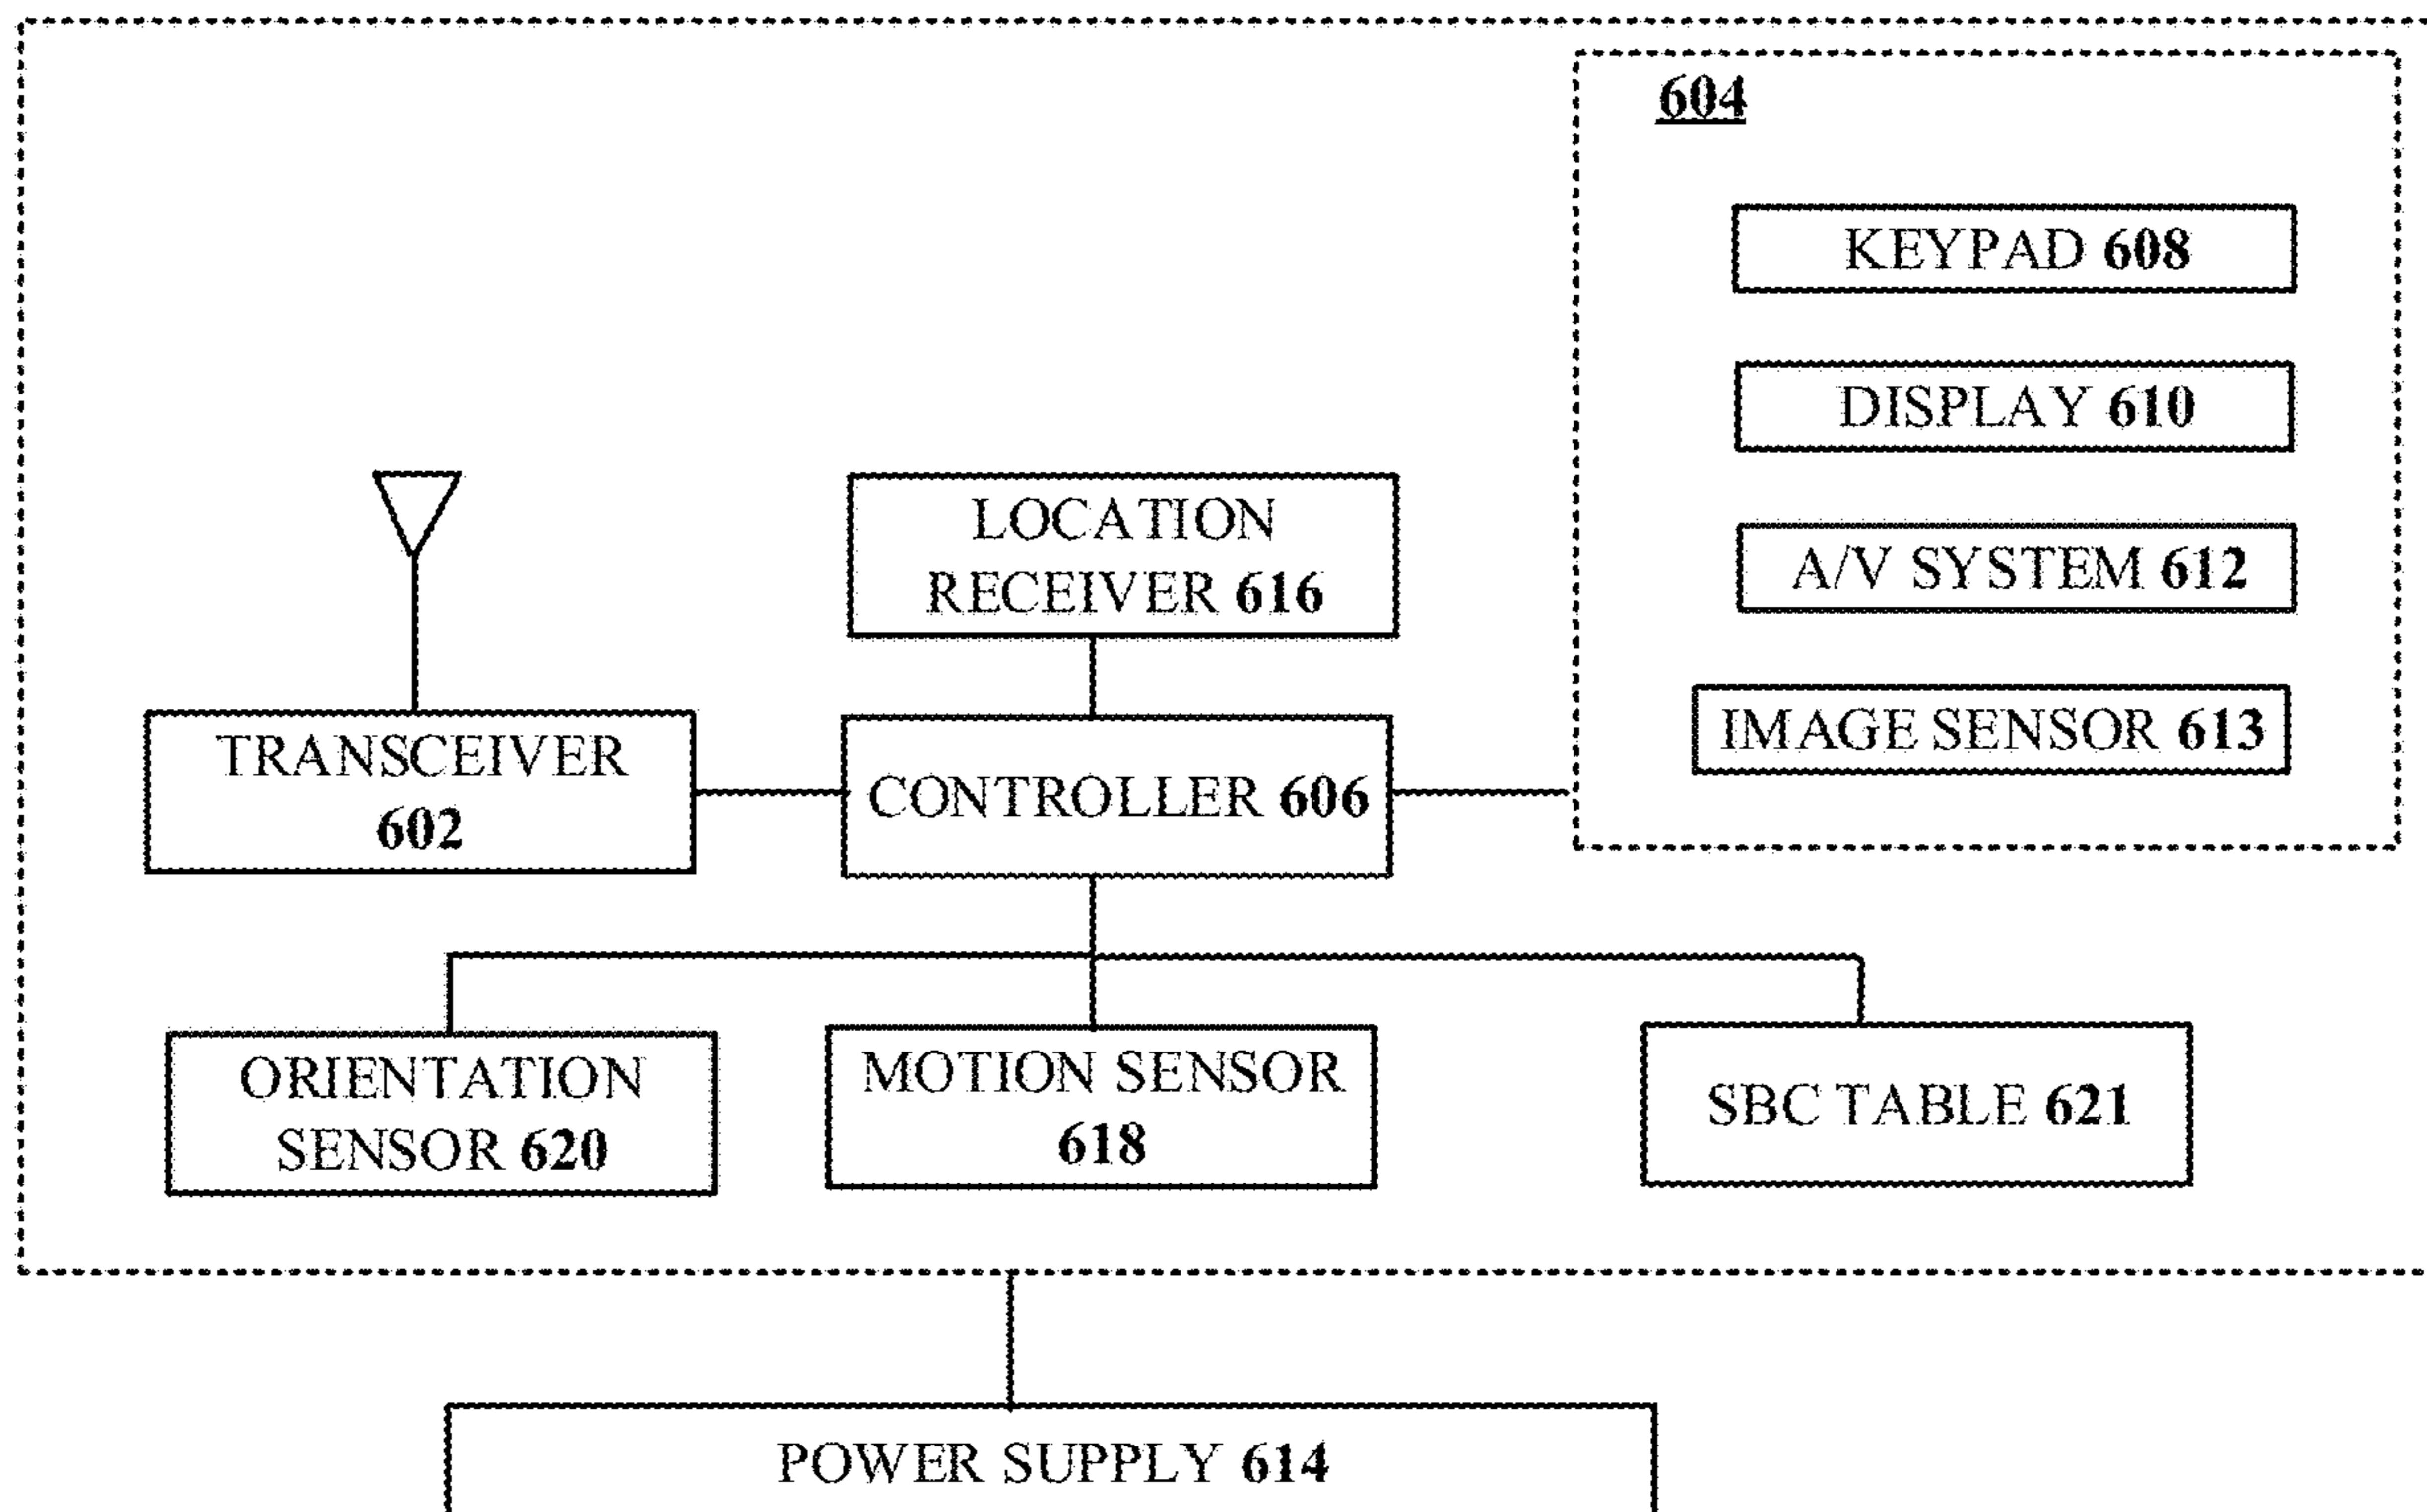 604
KEYPAD 608
DISPLAY 610
A/V SYSTEM 612
IMAGE SENSOR 613
LOCATION
RECEIVER 616
TRANSCEIVER
602
CONTROLLER 606
ORIENTATION
SENSOR 620
MOTION SENSOR
618
SBC TABLE 621
POWER SUPPLY 614